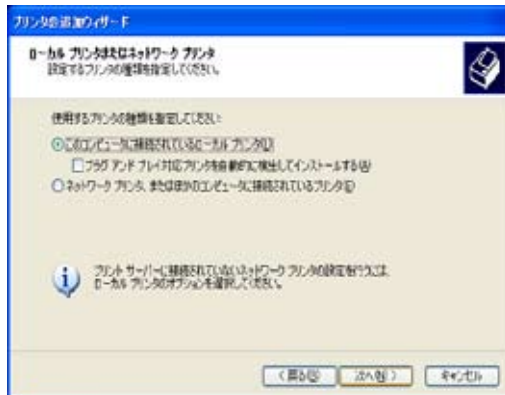 プリンタの追加ウィザード
ローカル プリンタまたはネットワーク プリンタ
設定するプリンタの種類を指定してください。
使用するプリンタの種類を指定してください:
このコンピュータに接続されているローカル プリンタ(L)
プラグ アンド プレイ対応プリンタを自動的に検出してインストールする(A)
ネットワーク プリンタ、またはほかのコンピュータに接続されているプリンタ(E)
プリント サーバーに接続されていないネットワーク プリンタの設定を行うには、
ローカル プリンタのオプションを選択してください。
< 戻る(B)
次へ(N) >
キャンセル